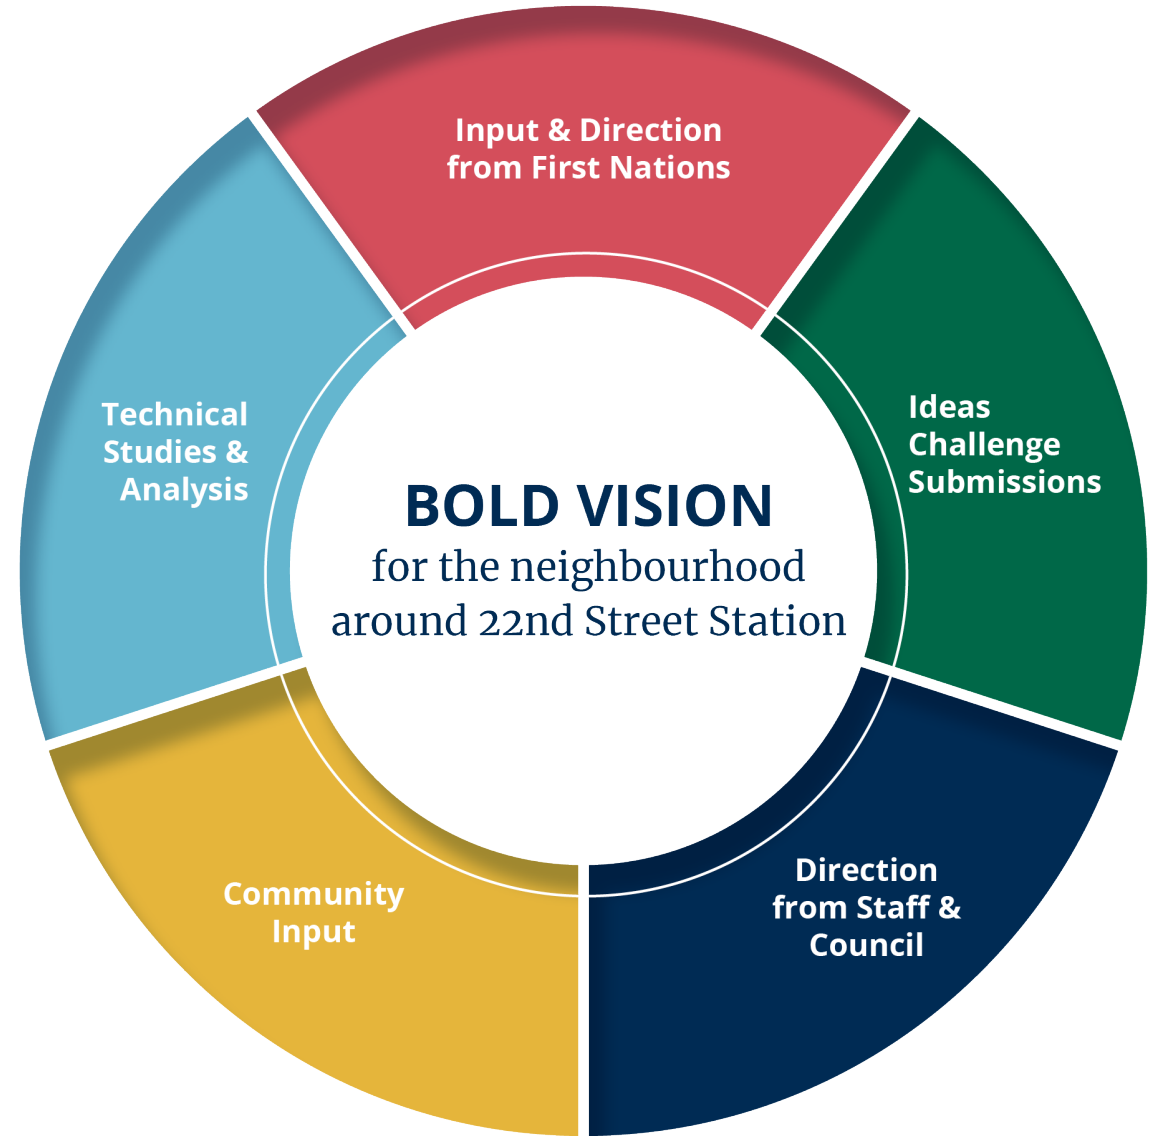 Input & Direction
from First Nations
Ideas
Challenge
Submissions
Technical
Studies &
Analysis
BOLD VISION
for the neighbourhood
around 22nd Street Station
Direction
from Staff &
Council
Community
Input